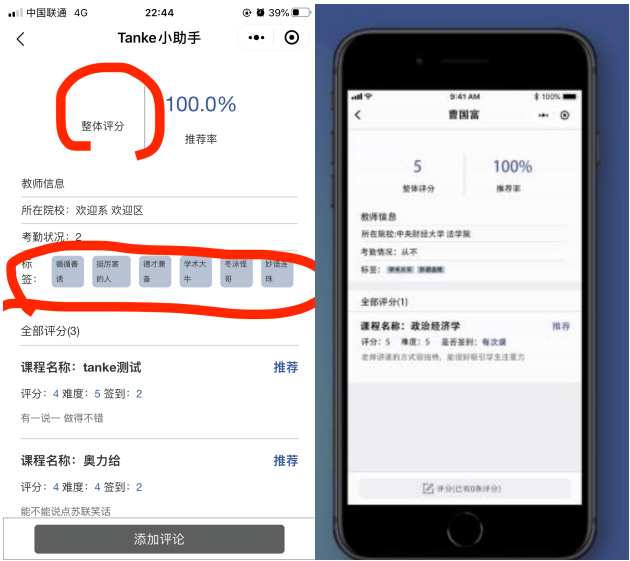 中国联通 4G 22:44 39%
Tanke小助手
100.0%
整体评分
推荐率
教师信息
所在院校：欢迎系 欢迎区
考勤状况：2
标签：
循循善诱
挺厉害的人
德才兼备
学术大牛
冬泳怪哥
妙语连珠
全部评分(3)
课程名称：tanke测试 推荐
评分：4 难度：5 签到：2
有一说一 做得不错
课程名称：奥力给 推荐
评分：4 难度：4 签到：2
能不能说点苏联笑话
添加评论
9:41 AM 100%
曹国富
5 100%
整体评分 推荐率
教师信息
所在院校:中央财经大学 法学院
考勤情况：从不
标签：学术大牛 妙语连珠
全部评分(1)
课程名称：政治经济学 推荐
评分：5 难度：5 是否签到：每次课
老师讲课的方式很独特，能很好吸引学生注意力
评分(已有0条评分)